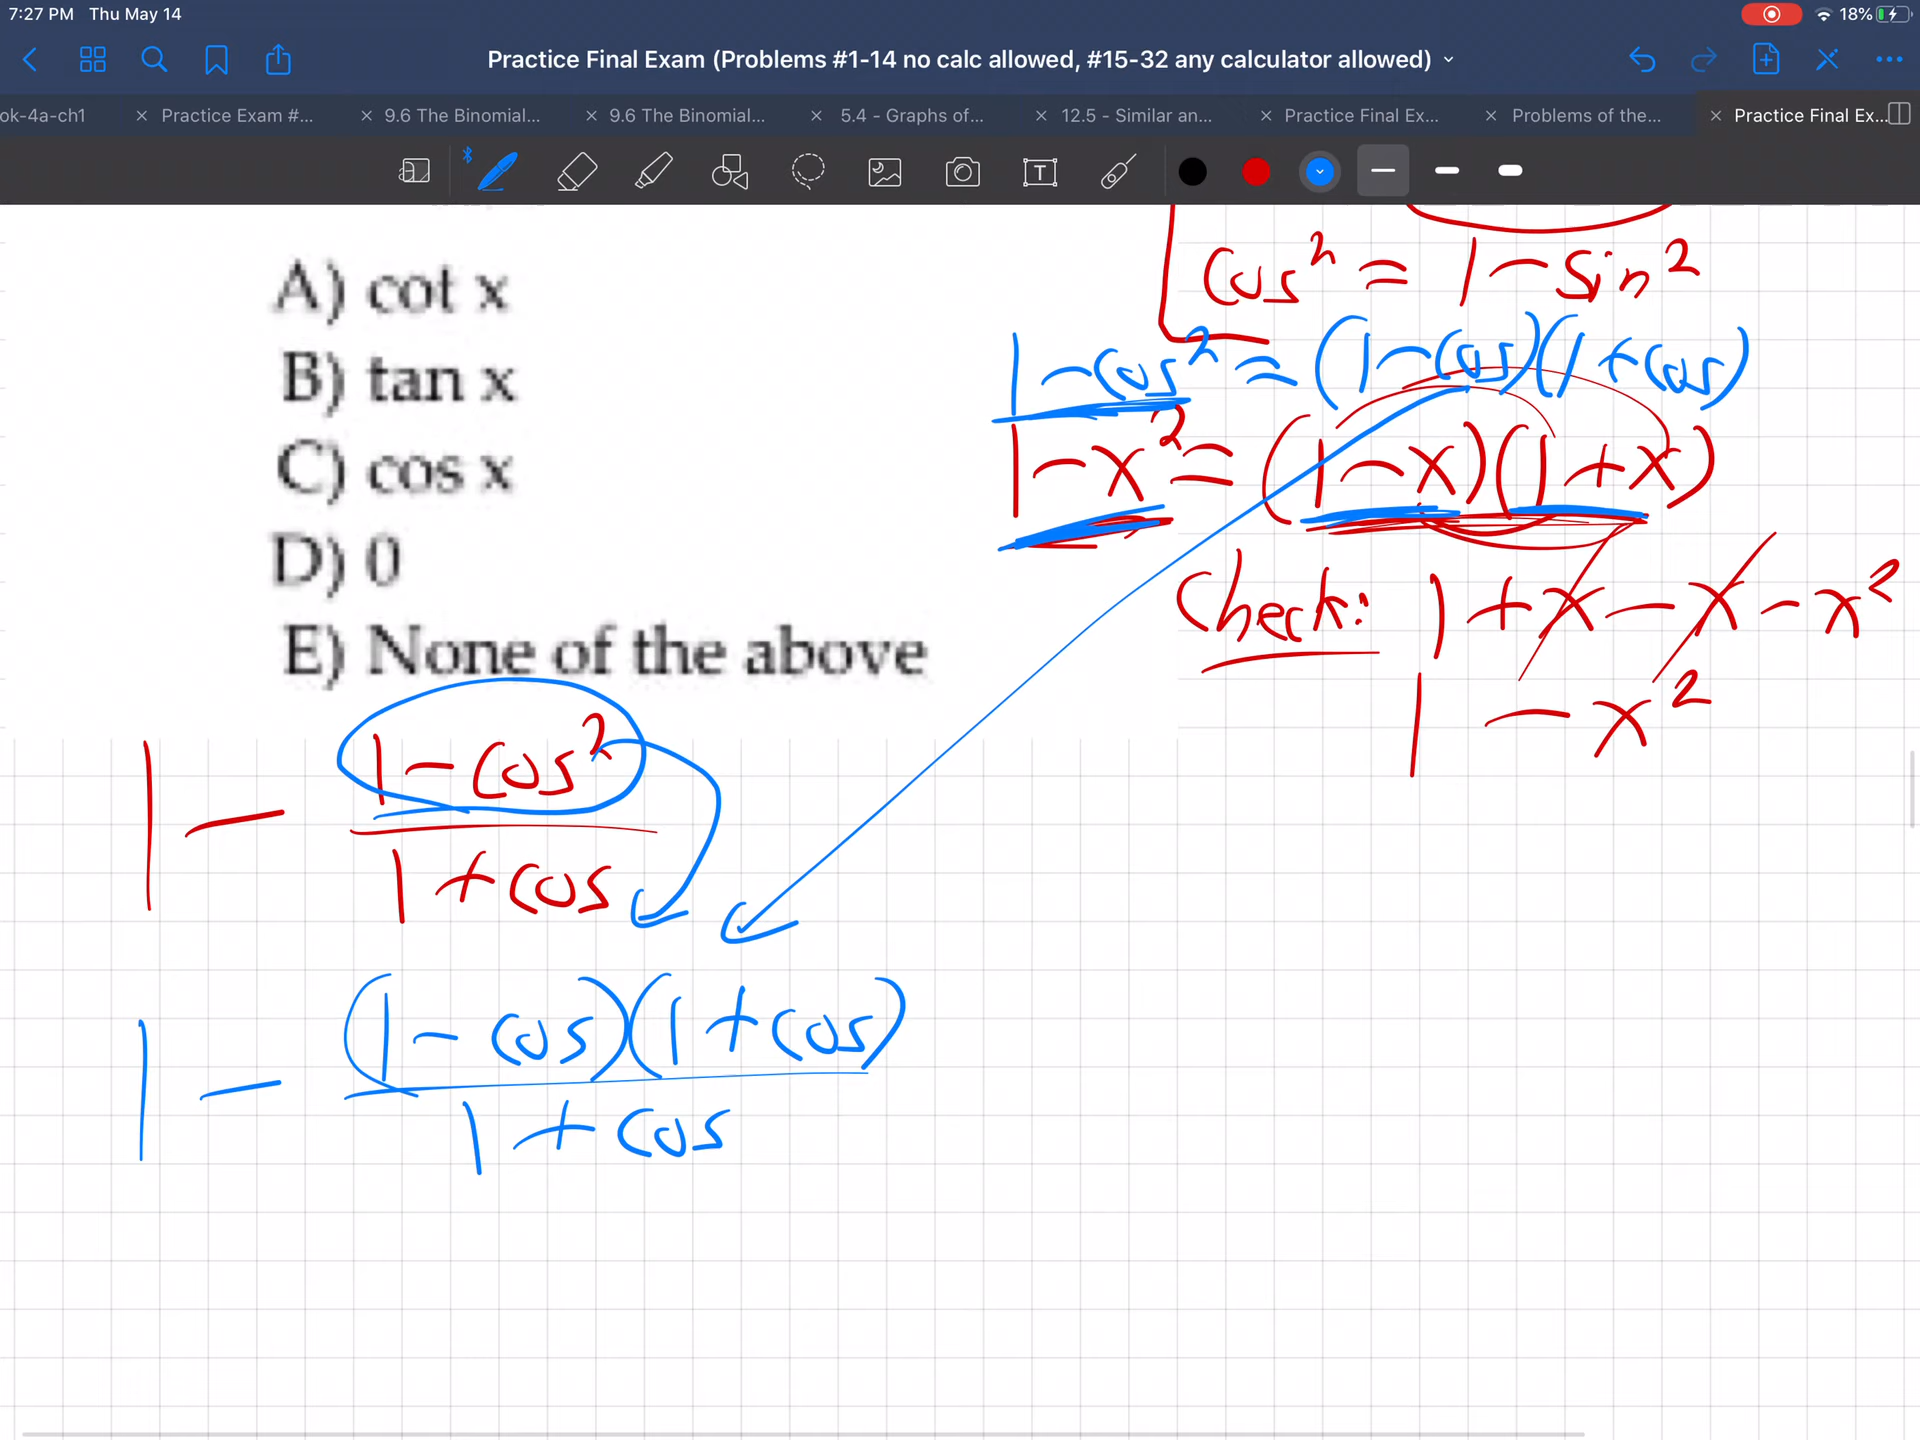 7:27 PM Thu May 14
18%
Practice Final Exam (Problems #1-14 no calc allowed, #15-32 any calculator allowed)
ok-4a-ch1
Practice Exam #...
9.6 The Binomial...
9.6 The Binomial...
5.4 - Graphs of...
12.5 - Similar an...
Practice Final Ex...
Problems of the...
Practice Final Ex...
T
A) cot x
B) tan x
C) cos x
D) 0
E) None of the above
cos² = 1 - sin²
1 - cos² = (1 - cos)(1 + cos)
1 - x² = (1 - x)(1 + x)
Check: 1 + x - x - x²
1 - x²
1 - 1 - cos²
1 + cos
1 - (1 - cos)(1 + cos)
1 + cos